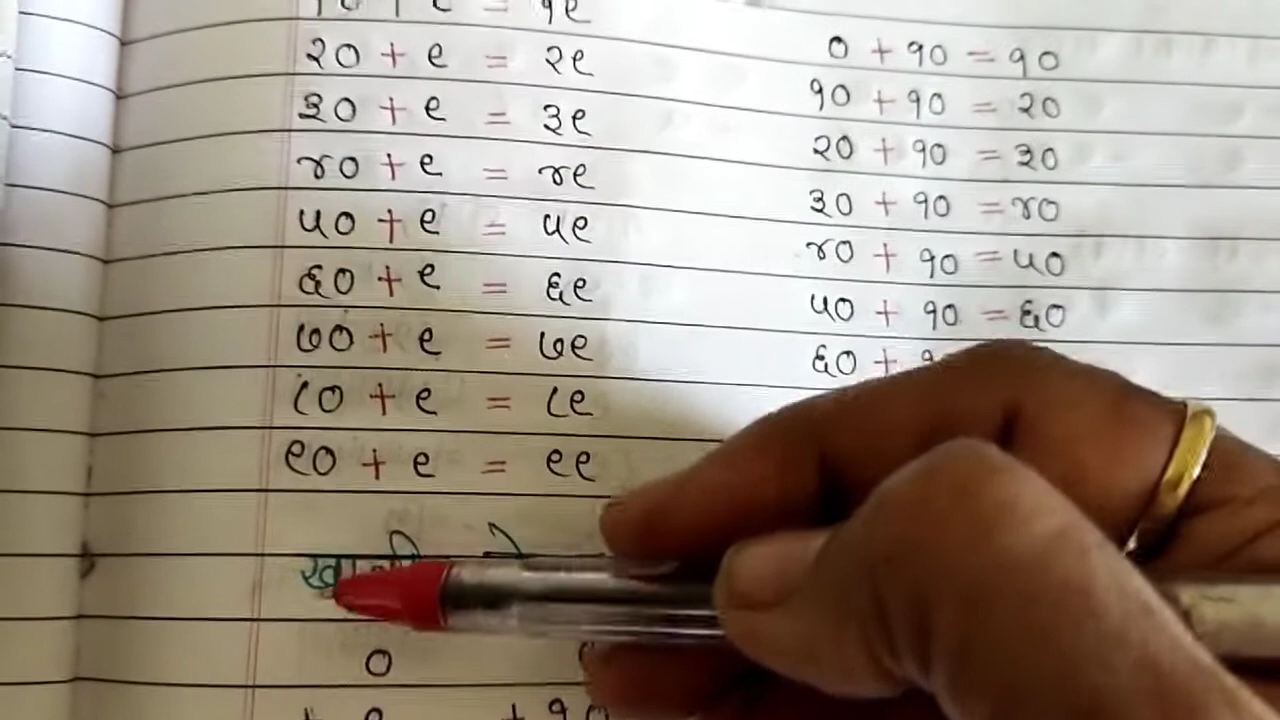 २० + ९ = २९
३० + ९ = ३९
४० + ९ = ४९
५० + ९ = ५९
६० + ९ = ६९
७० + ९ = ७९
८० + ९ = ८९
९० + ९ = ९९
० + १० = १०
१० + १० = २०
२० + १० = ३०
३० + १० = ४०
४० + १० = ५०
५० + १० = ६०
६० +
०